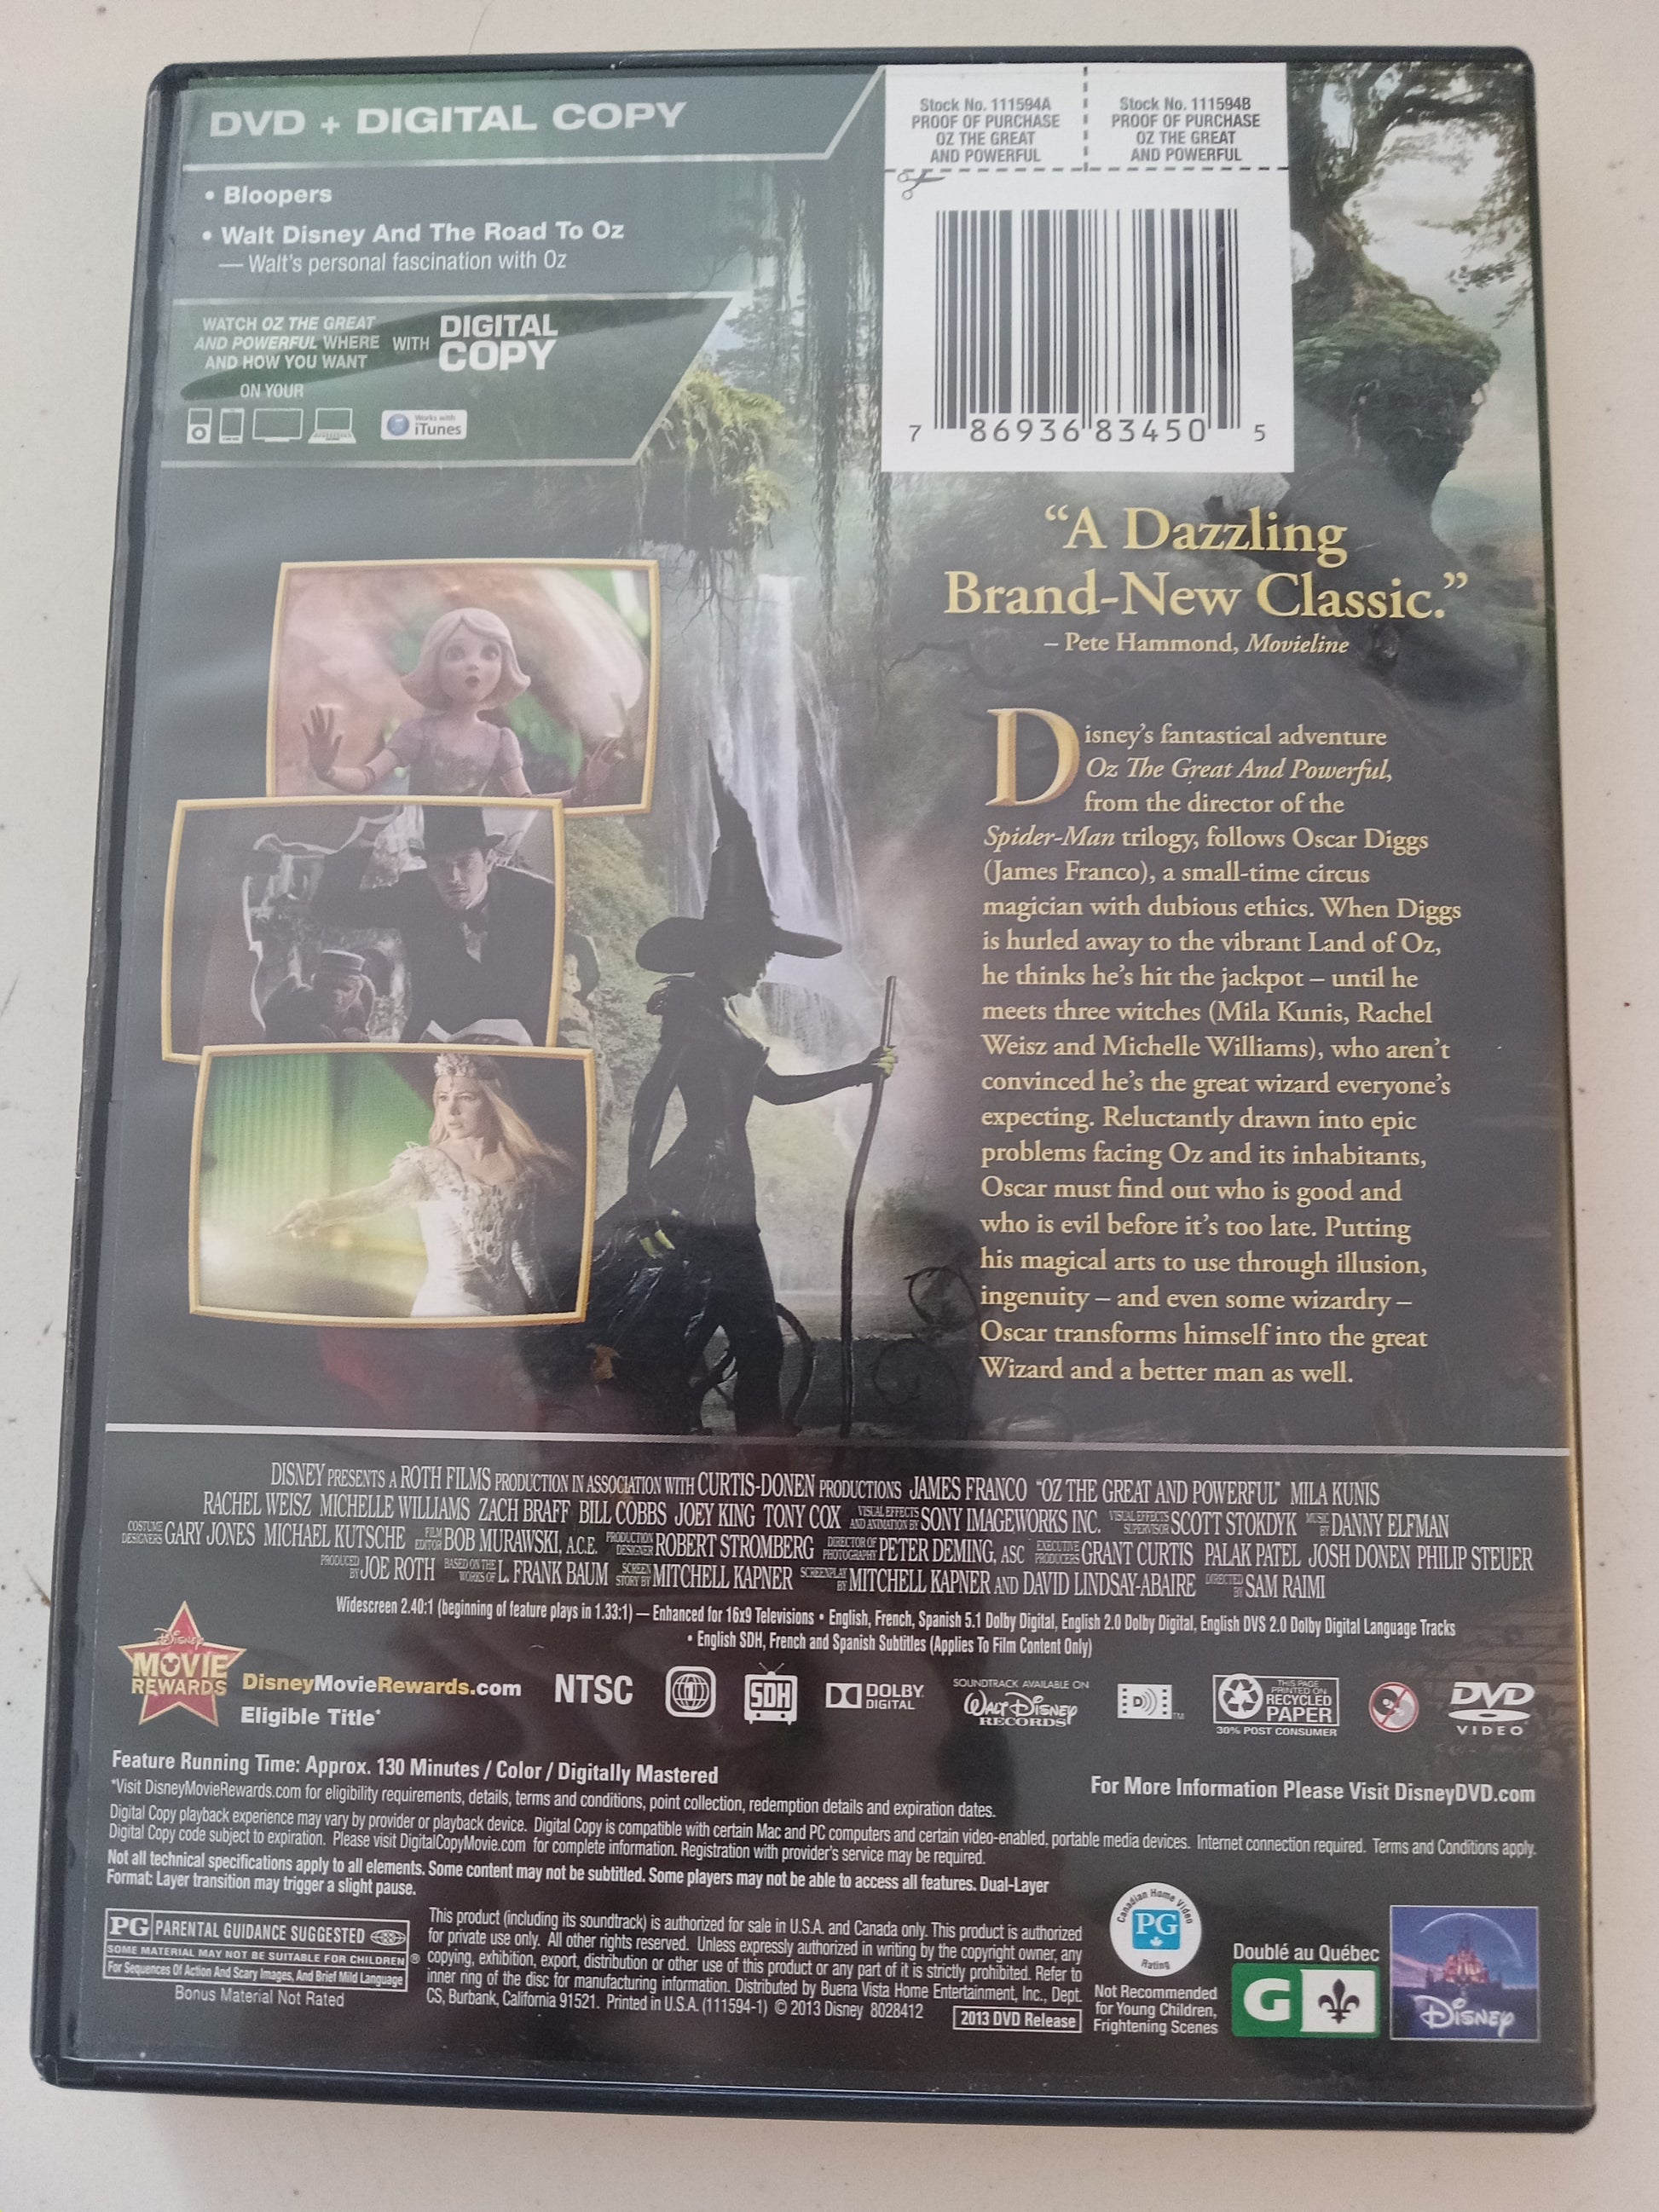 DVD + DIGITAL COPY
• Bloopers
• Walt Disney And The Road To Oz
— Walt's personal fascination with Oz
WATCH OZ THE GREAT
AND POWERFUL WHERE
AND HOW YOU WANT
WITH
DIGITAL
COPY
ON YOUR
Works with
iTunes
Stock No. 111594A
PROOF OF PURCHASE
OZ THE GREAT
AND POWERFUL
Stock No. 111594B
PROOF OF PURCHASE
OZ THE GREAT
AND POWERFUL
7 86936 83450 5
“A Dazzling
Brand-New Classic.”
– Pete Hammond, Movieline
Disney's fantastical adventure
Oz The Great And Powerful,
from the director of the
Spider-Man trilogy, follows Oscar Diggs
(James Franco), a small-time circus
magician with dubious ethics. When Diggs
is hurled away to the vibrant Land of Oz,
he thinks he's hit the jackpot – until he
meets three witches (Mila Kunis, Rachel
Weisz and Michelle Williams), who aren't
convinced he's the great wizard everyone's
expecting. Reluctantly drawn into epic
problems facing Oz and its inhabitants,
Oscar must find out who is good and
who is evil before it's too late. Putting
his magical arts to use through illusion,
ingenuity – and even some wizardry –
Oscar transforms himself into the great
Wizard and a better man as well.
DISNEY PRESENTS A ROTH FILMS PRODUCTION IN ASSOCIATION WITH CURTIS-DONEN PRODUCTIONS JAMES FRANCO “OZ THE GREAT AND POWERFUL” MILA KUNIS
RACHEL WEISZ MICHELLE WILLIAMS ZACH BRAFF BILL COBBS JOEY KING TONY COX VISUAL EFFECTS AND ANIMATION BY SONY IMAGEWORKS INC. VISUAL EFFECTS SUPERVISOR SCOTT STOKDYK MUSIC BY DANNY ELFMAN
COSTUME DESIGNERS GARY JONES MICHAEL KUTSCHE FILM EDITOR BOB MURAWSKI, A.C.E. PRODUCTION DESIGNER ROBERT STROMBERG DIRECTOR OF PHOTOGRAPHY PETER DEMING, ASC EXECUTIVE PRODUCERS GRANT CURTIS PALAK PATEL JOSH DONEN PHILIP STEUER
PRODUCED BY JOE ROTH BASED ON THE WORKS OF L. FRANK BAUM SCREEN STORY BY MITCHELL KAPNER SCREENPLAY BY MITCHELL KAPNER AND DAVID LINDSAY-ABAIRE DIRECTED BY SAM RAIMI
Widescreen 2.40:1 (beginning of feature plays in 1.33:1) — Enhanced for 16x9 Televisions • English, French, Spanish 5.1 Dolby Digital, English 2.0 Dolby Digital, English DVS 2.0 Dolby Digital Language Tracks
• English SDH, French and Spanish Subtitles (Applies To Film Content Only)
Disney
MOVIE
REWARDS
DisneyMovieRewards.com
Eligible Title*
NTSC
1
SDH
DOLBY
DIGITAL
SOUNDTRACK AVAILABLE ON
WALT DISNEY
RECORDS
D)))
TM
THIS PAGE
PRINTED ON
RECYCLED
PAPER
30% POST CONSUMER
DVD
VIDEO
Feature Running Time: Approx. 130 Minutes / Color / Digitally Mastered
For More Information Please Visit DisneyDVD.com
*Visit DisneyMovieRewards.com for eligibility requirements, details, terms and conditions, point collection, redemption details and expiration dates.
Digital Copy playback experience may vary by provider or playback device. Digital Copy is compatible with certain Mac and PC computers and certain video-enabled, portable media devices. Internet connection required. Terms and Conditions apply.
Digital Copy code subject to expiration. Please visit DigitalCopyMovie.com for complete information. Registration with provider's service may be required.
Not all technical specifications apply to all elements. Some content may not be subtitled. Some players may not be able to access all features. Dual-Layer
Format: Layer transition may trigger a slight pause.
PG PARENTAL GUIDANCE SUGGESTED
SOME MATERIAL MAY NOT BE SUITABLE FOR CHILDREN ®
For Sequences Of Action And Scary Images, And Brief Mild Language
Bonus Material Not Rated
This product (including its soundtrack) is authorized for sale in U.S.A. and Canada only. This product is authorized
for private use only. All other rights reserved. Unless expressly authorized in writing by the copyright owner, any
copying, exhibition, export, distribution or other use of this product or any part of it is strictly prohibited. Refer to
inner ring of the disc for manufacturing information. Distributed by Buena Vista Home Entertainment, Inc., Dept.
CS, Burbank, California 91521. Printed in U.S.A. (111594-1) © 2013 Disney 8028412
2013 DVD Release
Canadian Home Video
PG
Rating
Not Recommended
for Young Children,
Frightening Scenes
Doublé au Québec
G
Disney